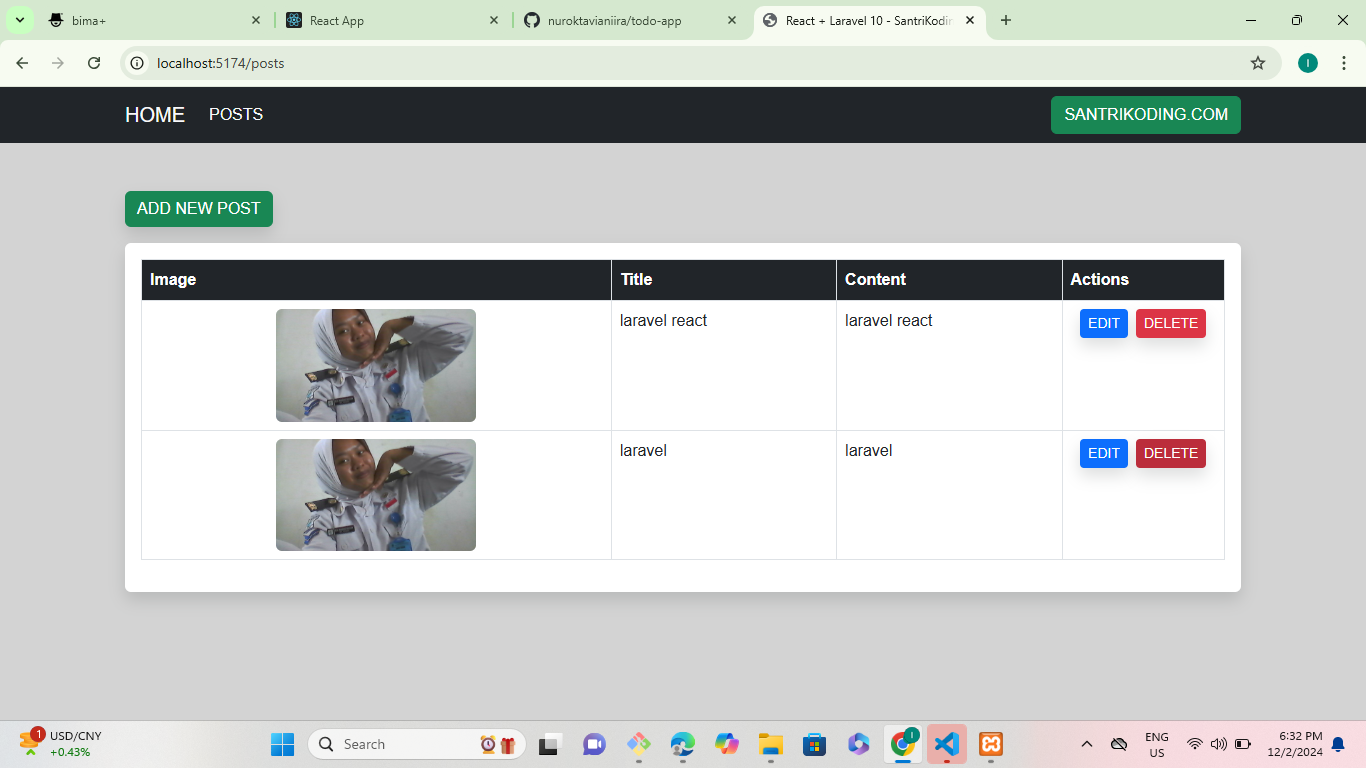 bima+
React App
nuroktavianiira/todo-app
React + Laravel 10 - SantriKodin
localhost:5174/posts
I
HOME
POSTS
SANTRIKODING.COM
ADD NEW POST
Image
Title
Content
Actions
laravel react
laravel react
EDIT
DELETE
laravel
laravel
EDIT
DELETE
1
USD/CNY
+0.43%
Search
I
ENG
US
6:32 PM
12/2/2024